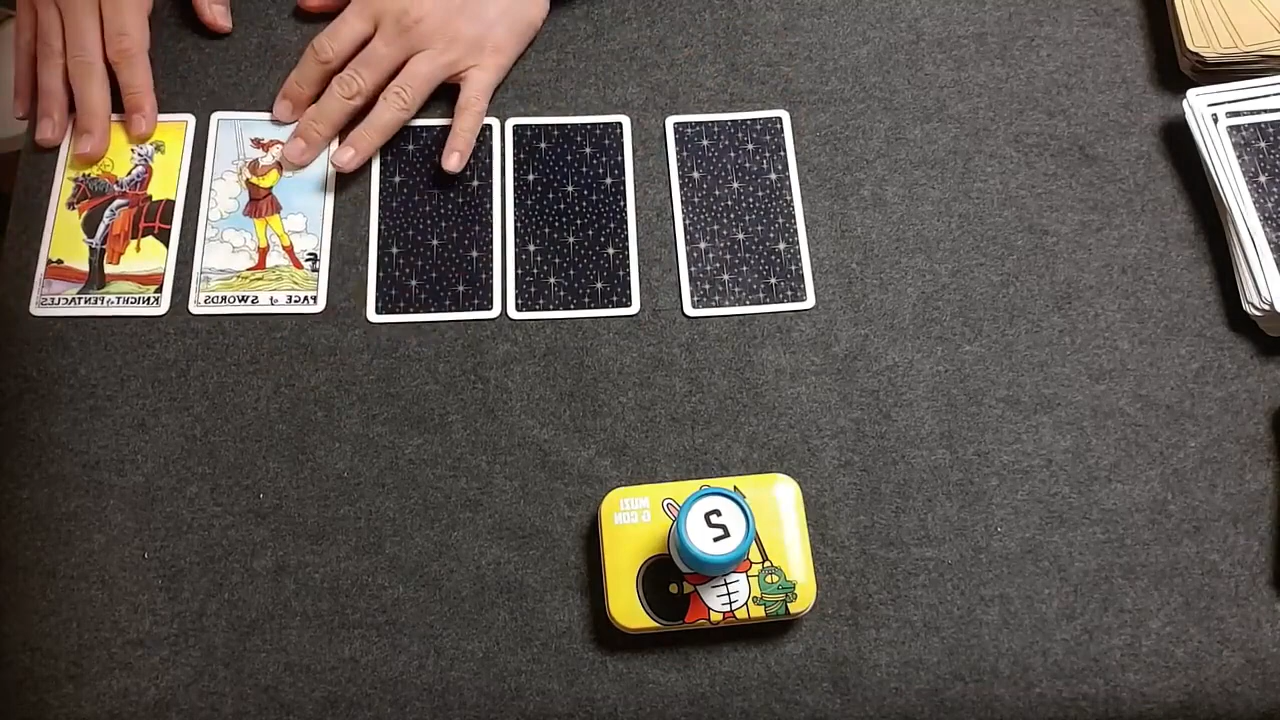 KNIGHT of PENTACLES.
PAGE of SWORDS.
MUZI
& CON
2